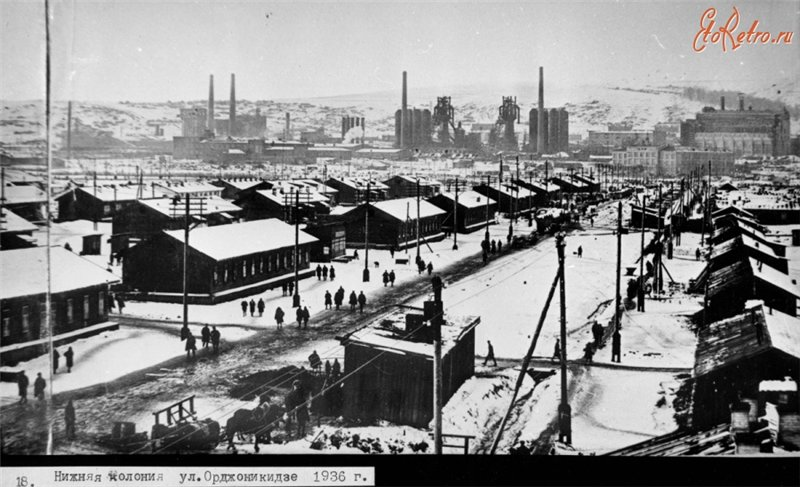 EtoRetro.ru
18. Нижняя колония ул.Орджоникидзе 1936 г.